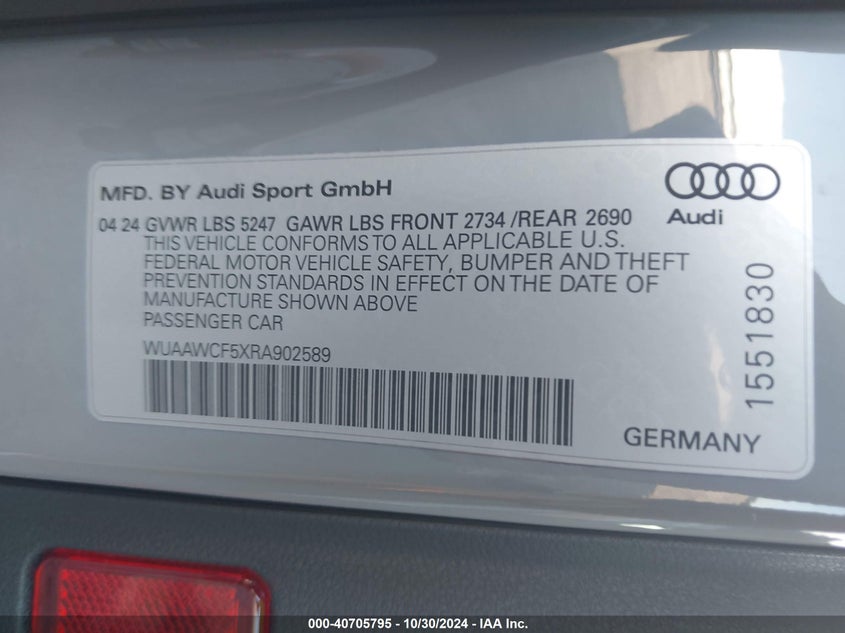 MFD. BY Audi Sport GmbH
04 24 GVWR LBS 5247 GAWR LBS FRONT 2734 /REAR 2690
THIS VEHICLE CONFORMS TO ALL APPLICABLE U.S.
FEDERAL MOTOR VEHICLE SAFETY, BUMPER AND THEFT
PREVENTION STANDARDS IN EFFECT ON THE DATE OF
MANUFACTURE SHOWN ABOVE
PASSENGER CAR
WUAAWCF5XRA902589
Audi
1551830
GERMANY
000-40705795 - 10/30/2024 - IAA Inc.